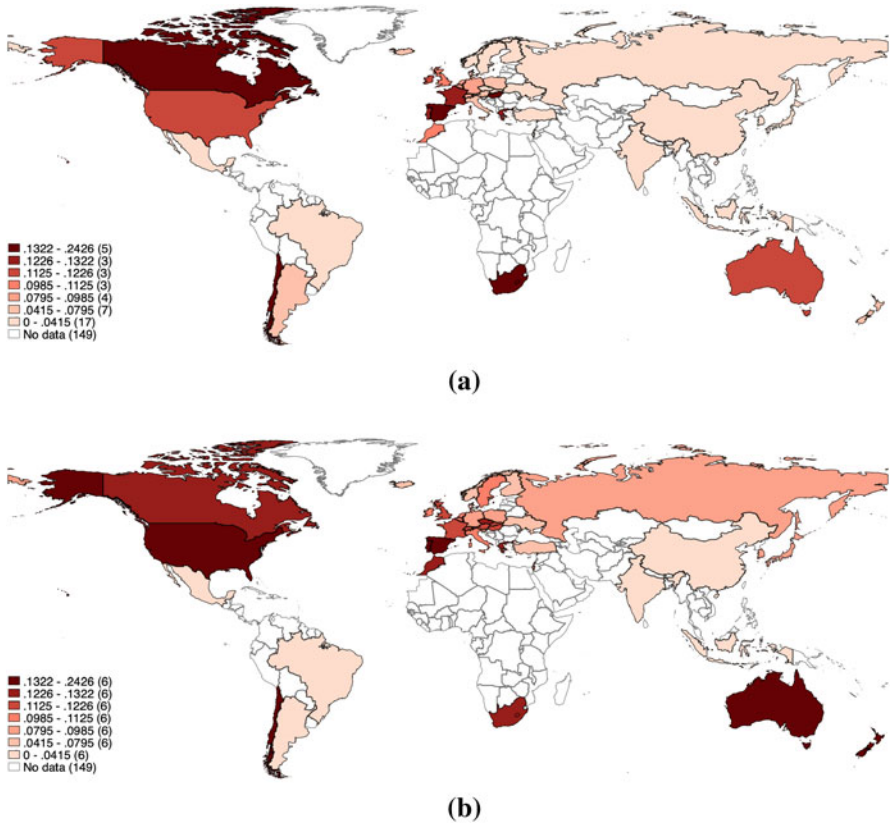 .1322 - .2426 (5)
.1226 - .1322 (3)
.1125 - .1226 (3)
.0985 - .1125 (3)
.0795 - .0985 (4)
.0415 - .0795 (7)
0 - .0415 (17)
No data (149)
(a)
.1322 - .2426 (6)
.1226 - .1322 (6)
.1125 - .1226 (6)
.0985 - .1125 (6)
.0795 - .0985 (6)
.0415 - .0795 (6)
0 - .0415 (6)
No data (149)
(b)